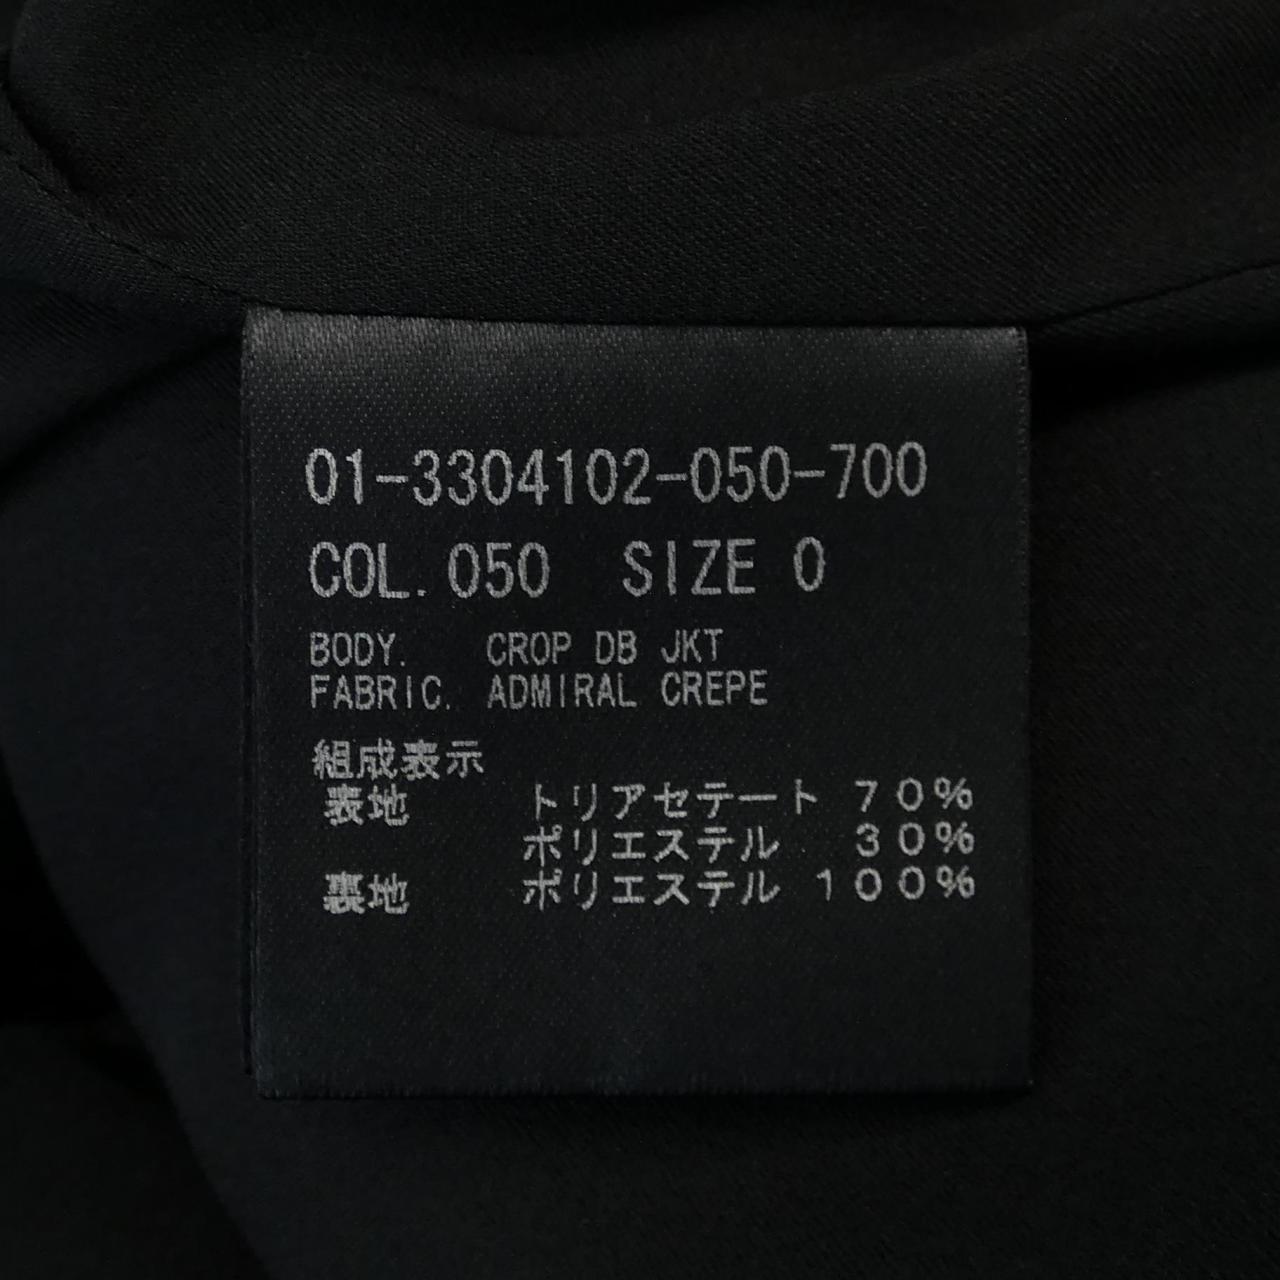 01-3304102-050-700
COL. 050 SIZE 0
BODY. CROP DB JKT
FABRIC. ADMIRAL CREPE
組成表示
表地 トリアセテート 70%
ポリエステル 30%
裏地 ポリエステル 100%